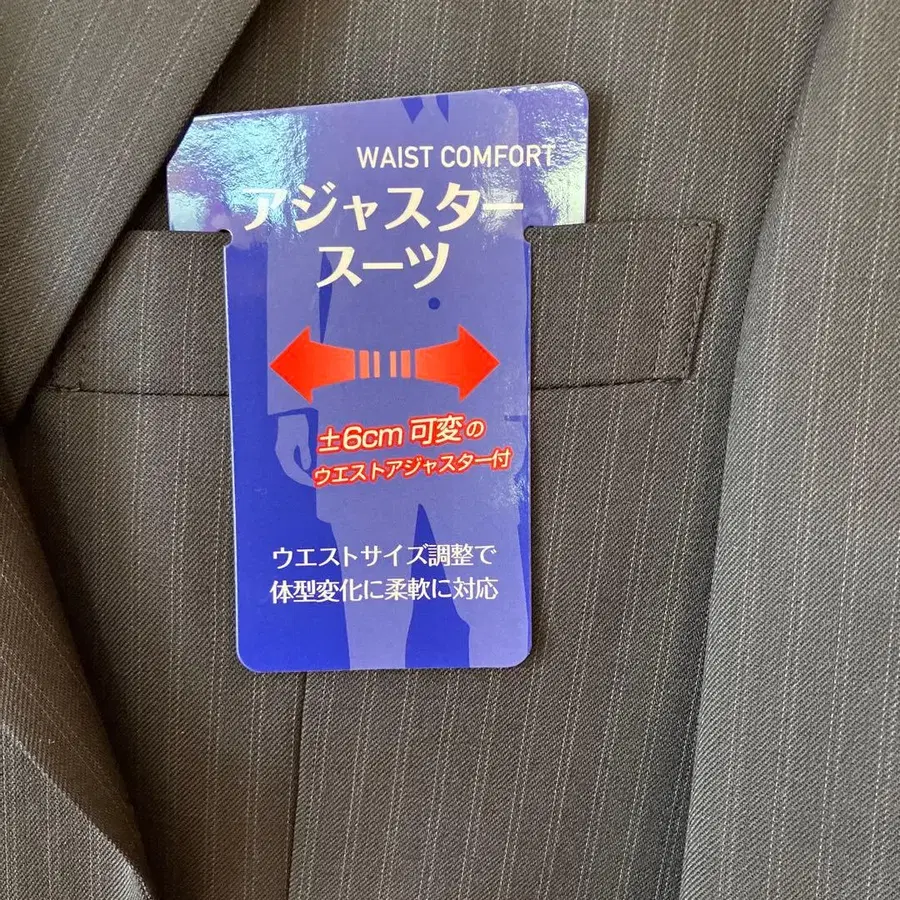 WAIST COMFORT
アジャスター
スーツ
±6cm 可変の
ウエストアジャスター付
ウエストサイズ調整で
体型変化に柔軟に対応